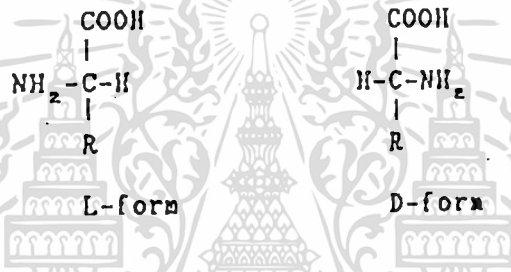 COOH COOH
| |
NH₂-C-H H-C-NH₂
| |
R R
L-form D-form